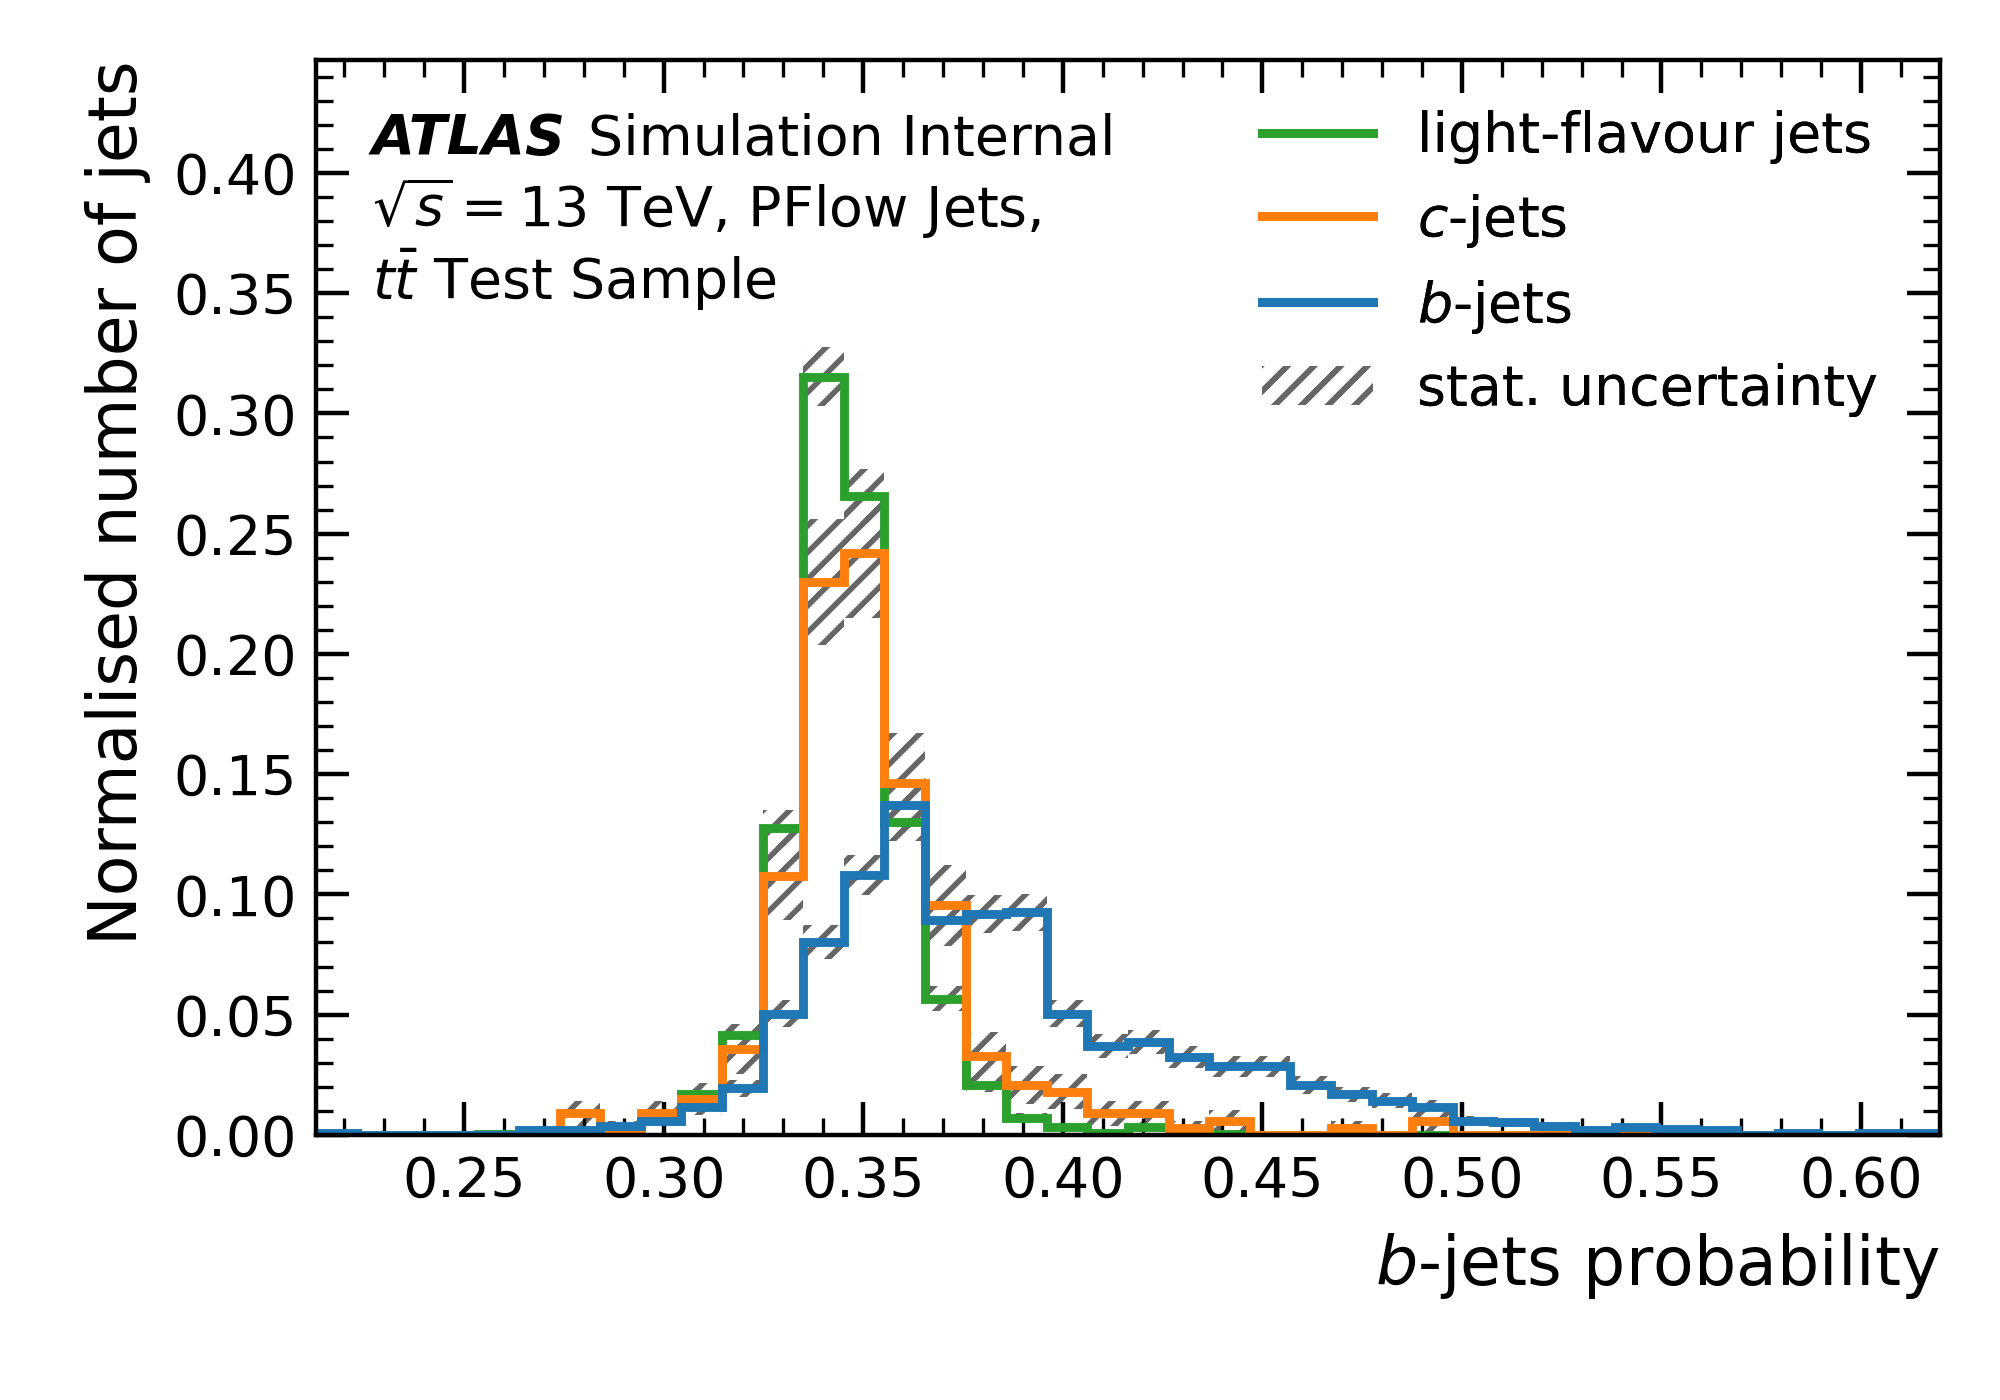 Normalised number of jets
ATLAS Simulation Internal
√s = 13 TeV, PFlow Jets,
tt̄ Test Sample
light-flavour jets
c-jets
b-jets
stat. uncertainty
0.40
0.35
0.30
0.25
0.20
0.15
0.10
0.05
0.00
0.25 0.30 0.35 0.40 0.45 0.50 0.55 0.60
b-jets probability